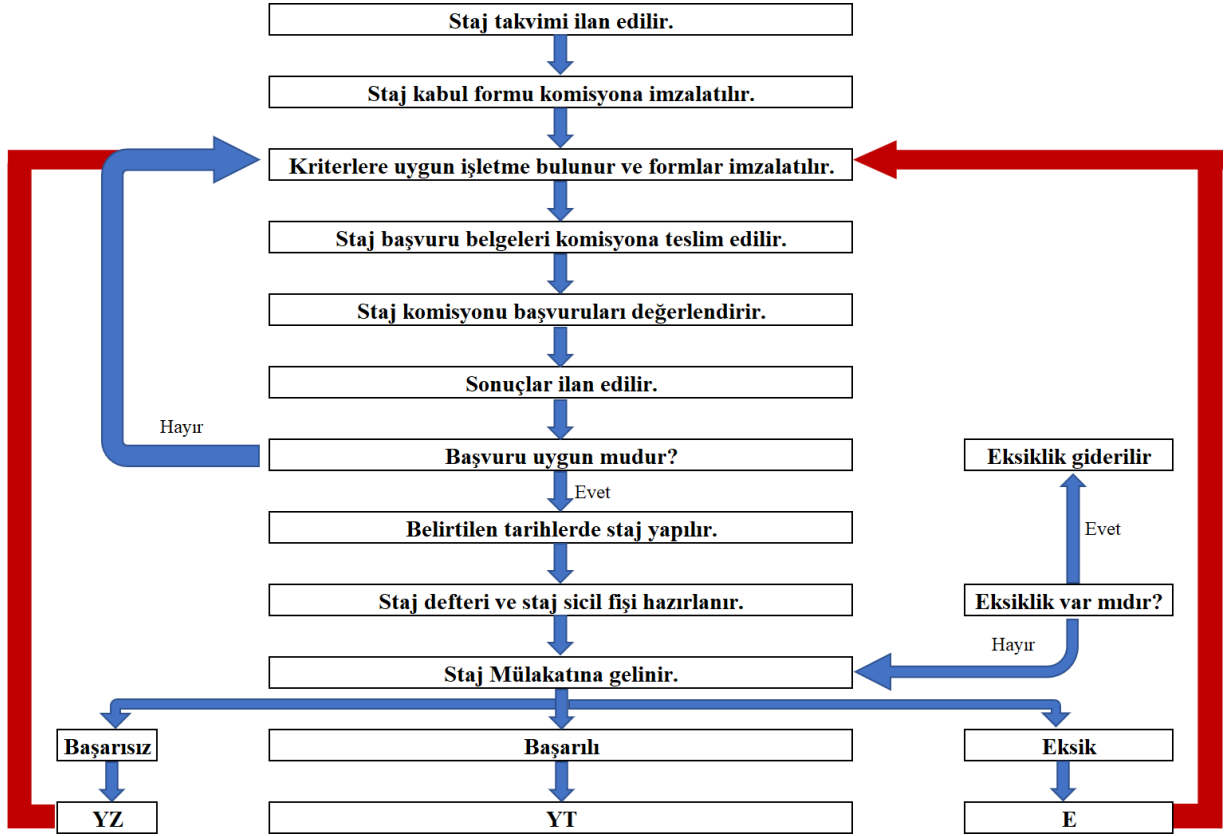 Staj takvimi ilan edilir.
Staj kabul formu komisyona imzalatılır.
Kriterlere uygun işletme bulunur ve formlar imzalatılır.
Staj başvuru belgeleri komisyona teslim edilir.
Staj komisyonu başvuruları değerlendirir.
Sonuçlar ilan edilir.
Hayır
Başvuru uygun mudur?
Eksiklik giderilir
Evet
Belirtilen tarihlerde staj yapılır.
Evet
Staj defteri ve staj sicil fişi hazırlanır.
Eksiklik var mıdır?
Hayır
Staj Mülakatına gelinir.
Başarısız
Başarılı
Eksik
YZ
YT
E